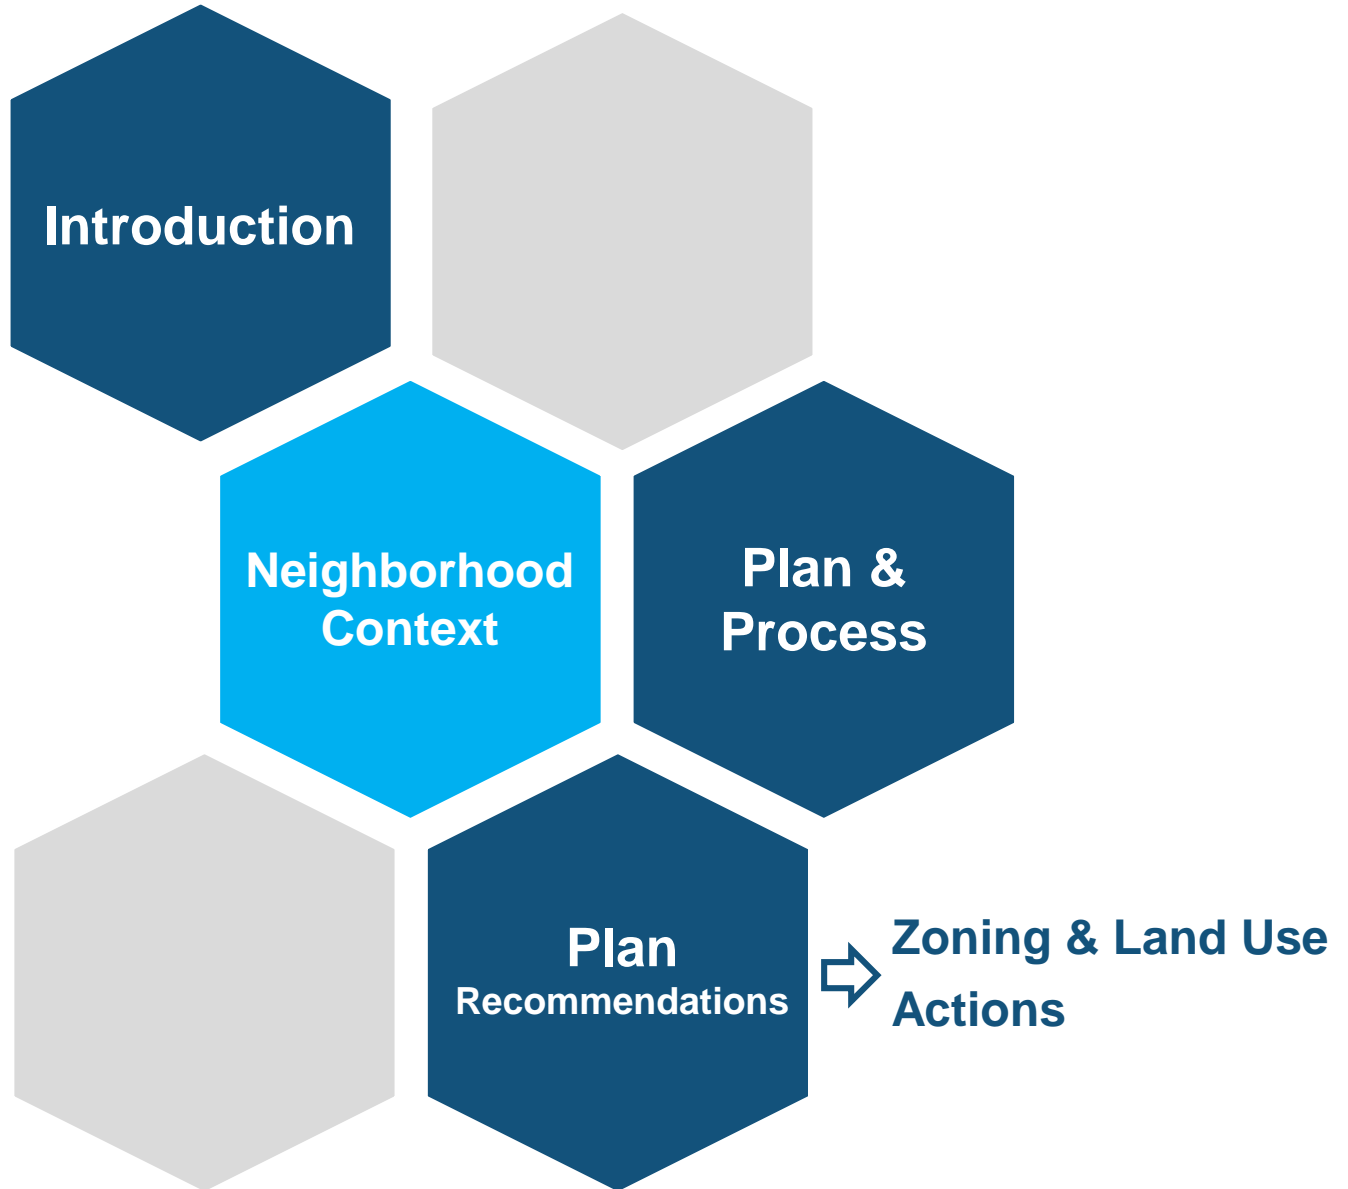 Introduction
Neighborhood
Context
Plan &
Process
Plan
Recommendations
Zoning & Land Use
Actions